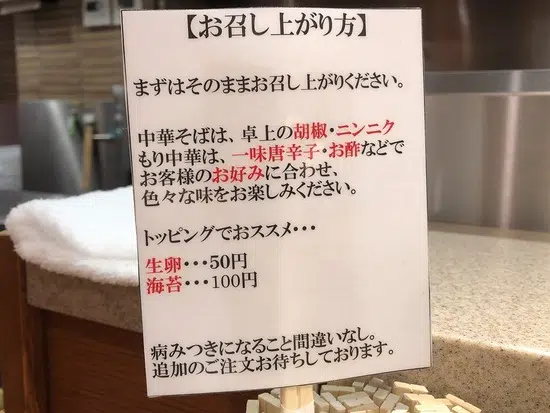 【お召し上がり方】
まずはそのままお召し上がりください。
中華そばは、卓上の胡椒・ニンニク
もり中華は、一味唐辛子・お酢などで
お客様のお好みに合わせ、
色々な味をお楽しみください。
トッピングでおススメ・・・
生卵・・・50円
海苔・・・100円
病みつきになること間違いなし。
追加のご注文お待ちしております。